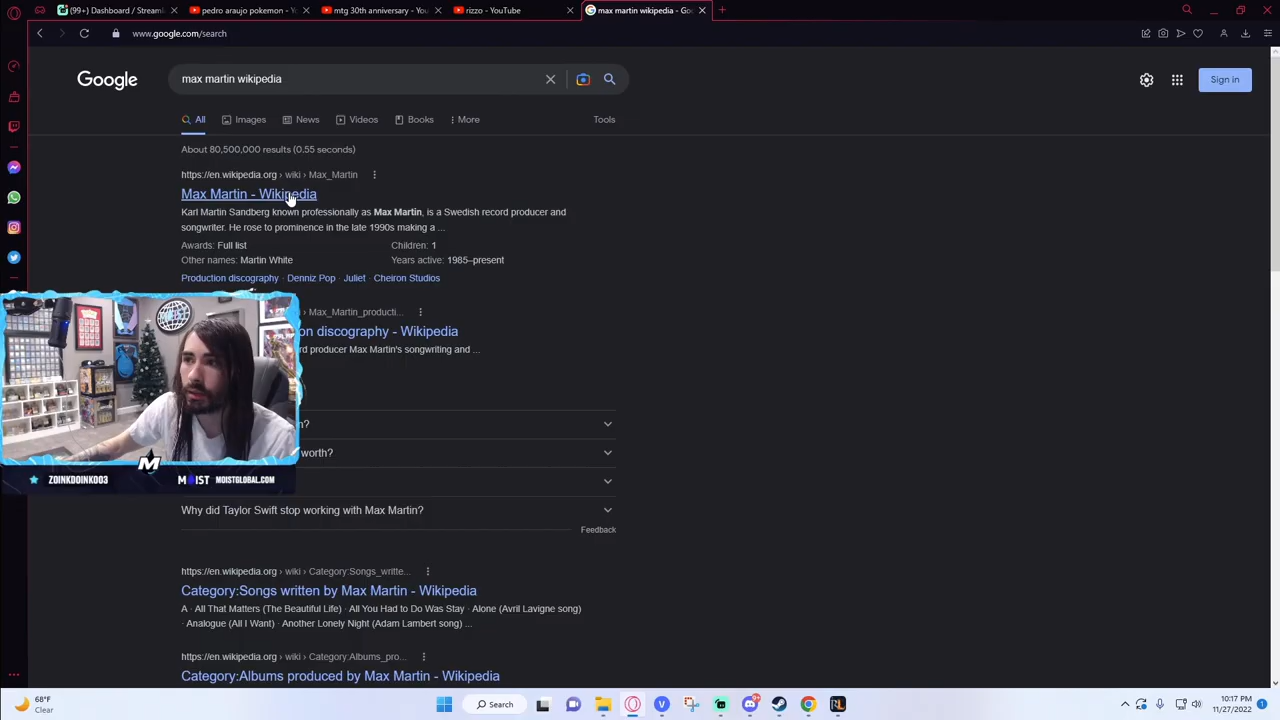 (99+) Dashboard / Streamla
pedro araujo pokemon - Yo
mtg 30th anniversary - You
rizzo - YouTube
max martin wikipedia - Goo
www.google.com/search
Google
max martin wikipedia
Sign in
All
Images
News
Videos
Books
More
Tools
About 80,500,000 results (0.55 seconds)
https://en.wikipedia.org › wiki › Max_Martin
Max Martin - Wikipedia
Karl Martin Sandberg known professionally as Max Martin, is a Swedish record producer and
songwriter. He rose to prominence in the late 1990s making a ...
Awards: Full list
Children: 1
Other names: Martin White
Years active: 1985–present
Production discography · Denniz Pop · Juliet · Cheiron Studios
› Max_Martin_producti...
on discography - Wikipedia
rd producer Max Martin's songwriting and ...
n?
worth?
Why did Taylor Swift stop working with Max Martin?
Feedback
ZOINKDOINK003
M
MOIST
MOISTGLOBAL.COM
https://en.wikipedia.org › wiki › Category:Songs_writte...
Category:Songs written by Max Martin - Wikipedia
A · All That Matters (The Beautiful Life) · All You Had to Do Was Stay · Alone (Avril Lavigne song)
· Analogue (All I Want) · Another Lonely Night (Adam Lambert song) ...
https://en.wikipedia.org › wiki › Category:Albums_pro...
Category:Albums produced by Max Martin - Wikipedia
68°F
Clear
Search
10:17 PM
11/27/2022